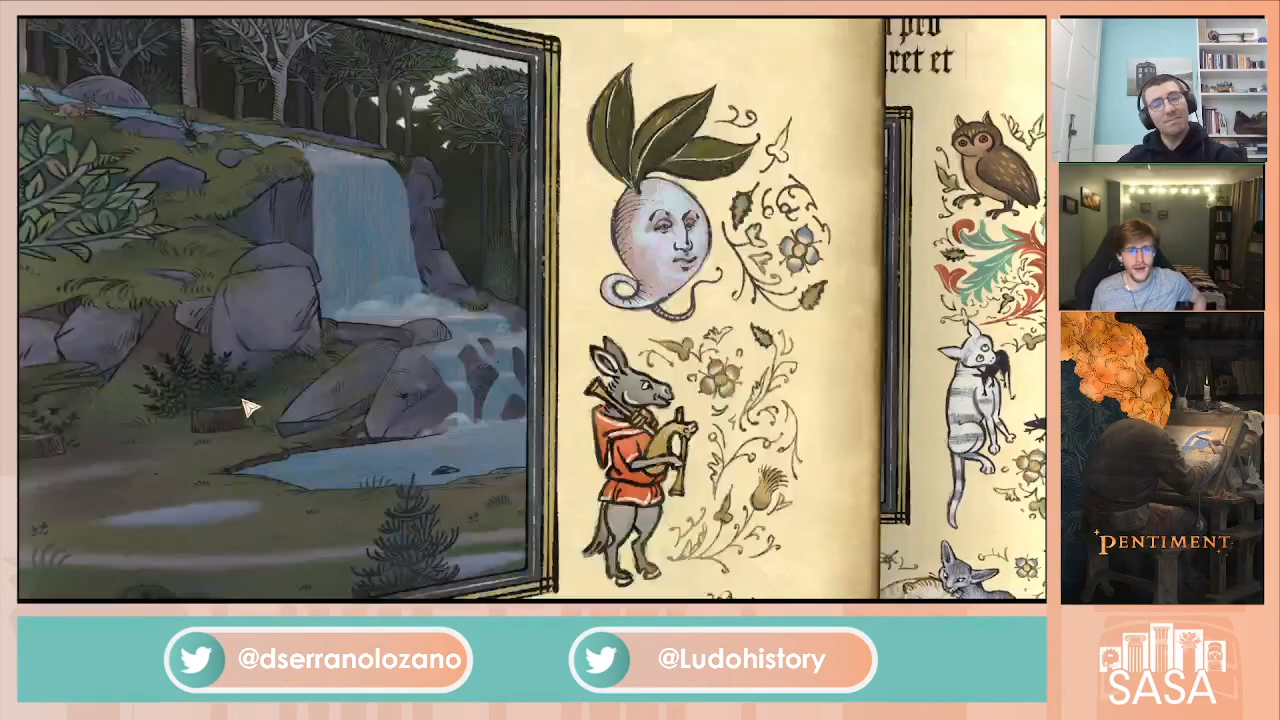 ret et
@dserranolozano
@Ludohistory
PENTIMENT
SASA